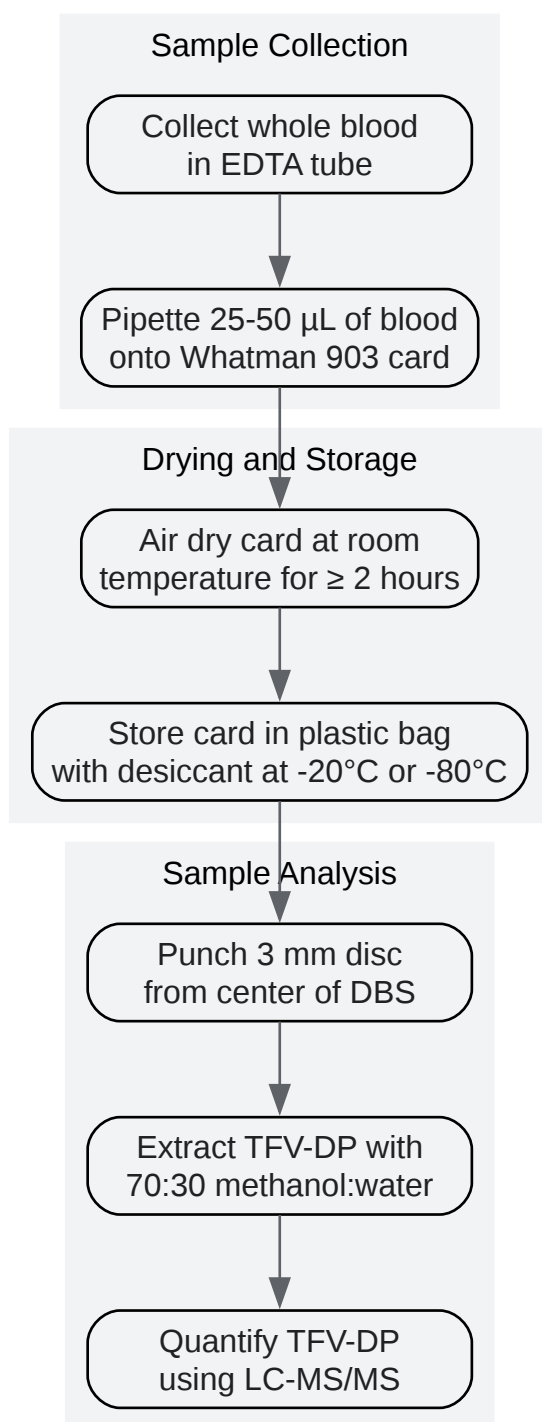 Sample Collection
Collect whole blood
in EDTA tube
Pipette 25-50 µL of blood
onto Whatman 903 card
Drying and Storage
Air dry card at room
temperature for ≥ 2 hours
Store card in plastic bag
with desiccant at -20°C or -80°C
Sample Analysis
Punch 3 mm disc
from center of DBS
Extract TFV-DP with
70:30 methanol:water
Quantify TFV-DP
using LC-MS/MS